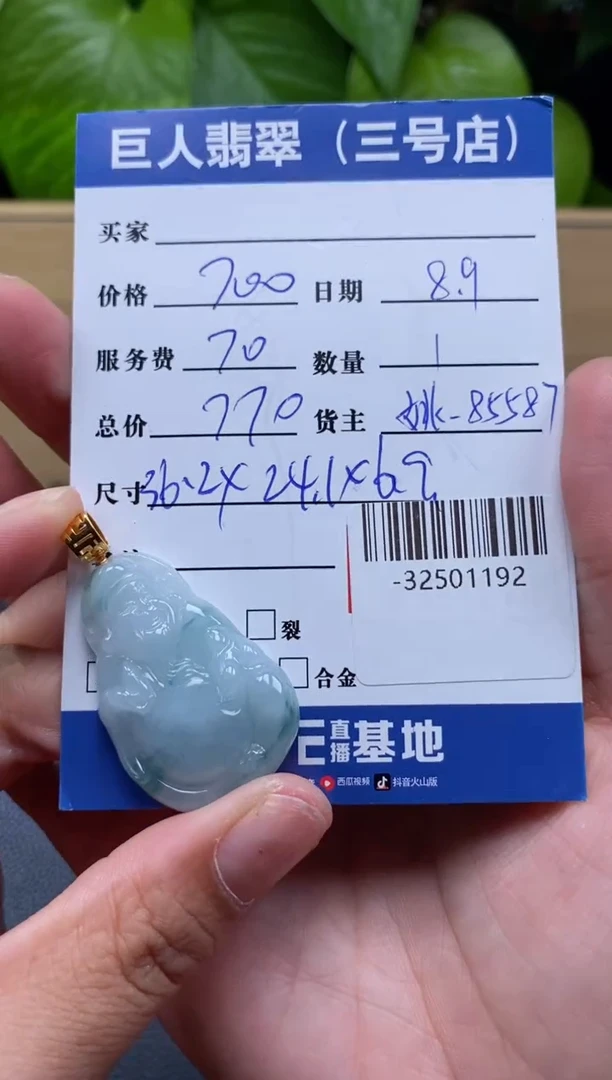 巨人翡翠（三号店）
买家
价格 700 日期 8.9
服务费 70 数量 1
总价 770 货主 姚-85587
尺寸 36.2×24.1×6.9
-32501192
裂
合金
直播基地
西瓜视频 抖音火山版